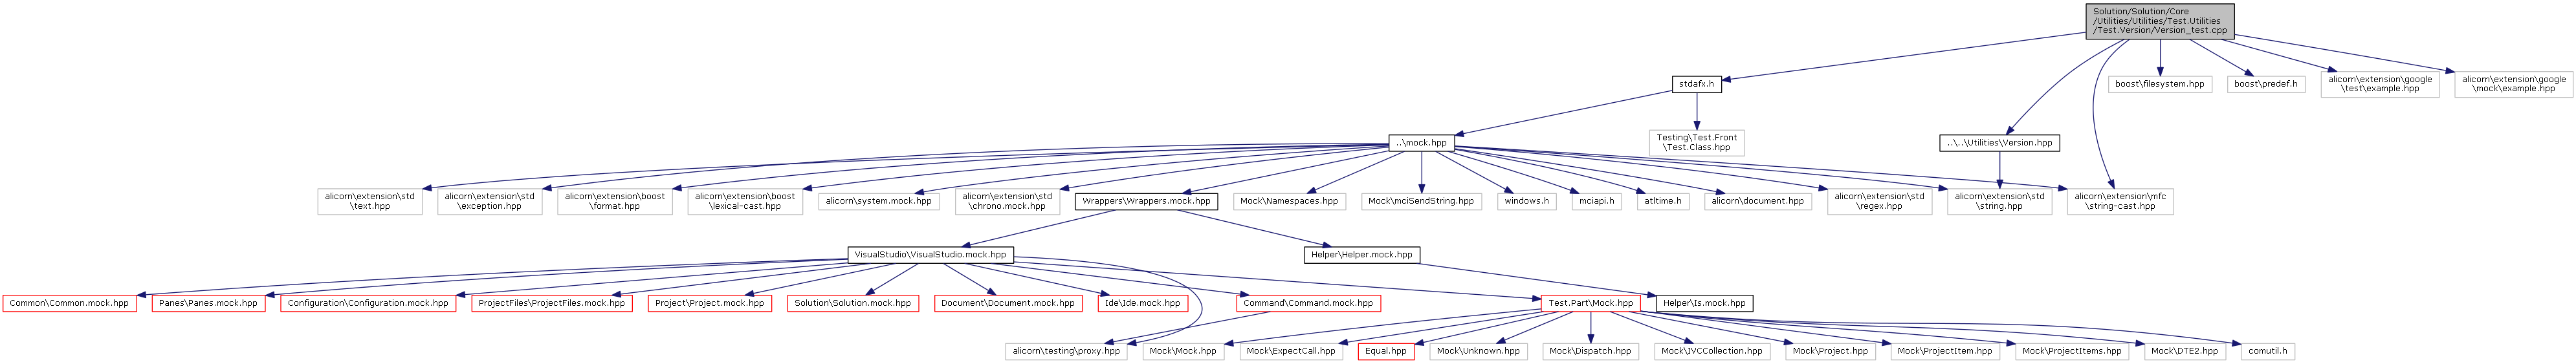 Solution/Solution/Core
/Utilities/Utilities/Test.Utilities
/Test.Version/Version_test.cpp
stdafx.h
boost\filesystem.hpp
boost\predef.h
alicorn\extension\google
\test\example.hpp
alicorn\extension\google
\mock\example.hpp
..\mock.hpp
Testing\Test.Front
\Test.Class.hpp
..\..\Utilities\Version.hpp
alicorn\extension\std
\text.hpp
alicorn\extension\std
\exception.hpp
alicorn\extension\boost
\format.hpp
alicorn\extension\boost
\lexical-cast.hpp
alicorn\system.mock.hpp
alicorn\extension\std
\chrono.mock.hpp
Wrappers\Wrappers.mock.hpp
Mock\Namespaces.hpp
Mock\mciSendString.hpp
windows.h
mciapi.h
atltime.h
alicorn\document.hpp
alicorn\extension\std
\regex.hpp
alicorn\extension\std
\string.hpp
alicorn\extension\mfc
\string-cast.hpp
VisualStudio\VisualStudio.mock.hpp
Helper\Helper.mock.hpp
Common\Common.mock.hpp
Panes\Panes.mock.hpp
Configuration\Configuration.mock.hpp
ProjectFiles\ProjectFiles.mock.hpp
Project\Project.mock.hpp
Solution\Solution.mock.hpp
Document\Document.mock.hpp
Ide\Ide.mock.hpp
Command\Command.mock.hpp
Test.Part\Mock.hpp
Helper\Is.mock.hpp
alicorn\testing\proxy.hpp
Mock\Mock.hpp
Mock\ExpectCall.hpp
Equal.hpp
Mock\Unknown.hpp
Mock\Dispatch.hpp
Mock\IVCCollection.hpp
Mock\Project.hpp
Mock\ProjectItem.hpp
Mock\ProjectItems.hpp
Mock\DTE2.hpp
comutil.h